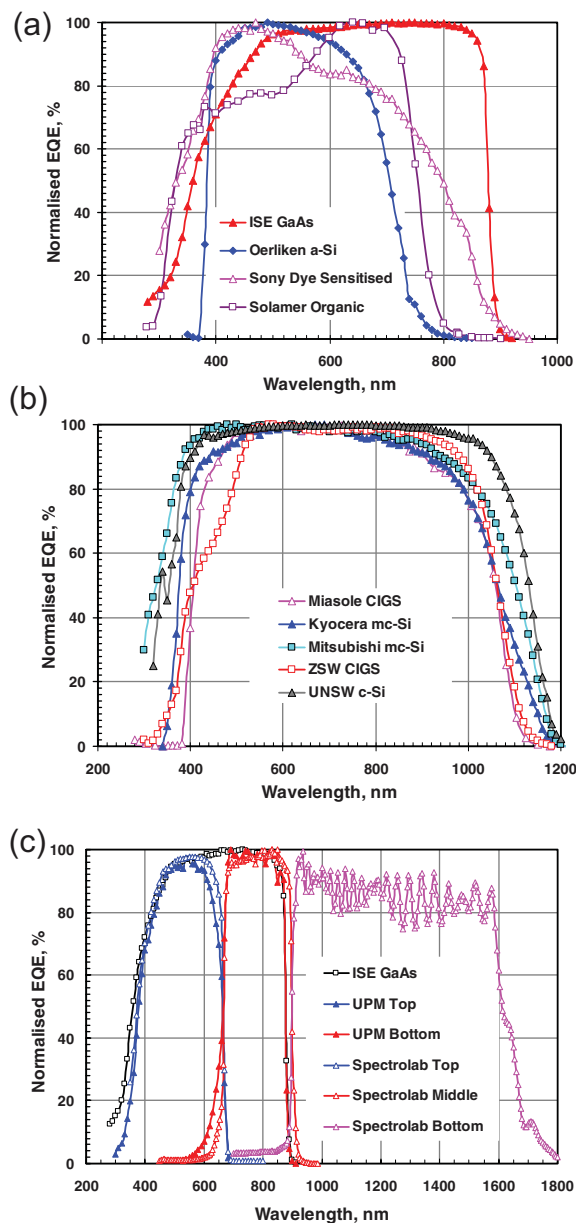 (a)
Normalised EQE, %
100
80
60
40
20
0
ISE GaAs
Oerliken a-Si
Sony Dye Sensitised
Solamer Organic
200 400 600 800 1000
Wavelength, nm
(b)
Normalised EQE, %
100
80
60
40
20
0
Miasole CIGS
Kyocera mc-Si
Mitsubishi mc-Si
ZSW CIGS
UNSW c-Si
200 400 600 800 1000 1200
Wavelength, nm
(c)
Normalised EQE, %
100
80
60
40
20
0
ISE GaAs
UPM Top
UPM Bottom
Spectrolab Top
Spectrolab Middle
Spectrolab Bottom
200 400 600 800 1000 1200 1400 1600 1800
Wavelength, nm